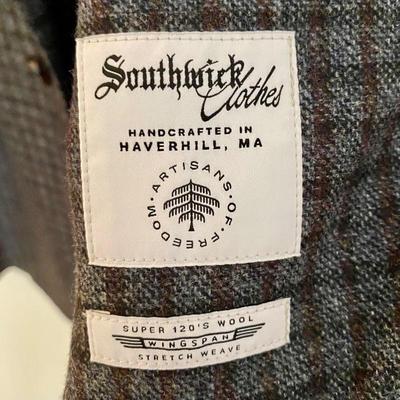 Southwick
Clothes
HANDCRAFTED IN
HAVERHILL, MA
ARTISANS·OF·FREEDOM·
SUPER 120'S WOOL
WINGSPAN
STRETCH WEAVE